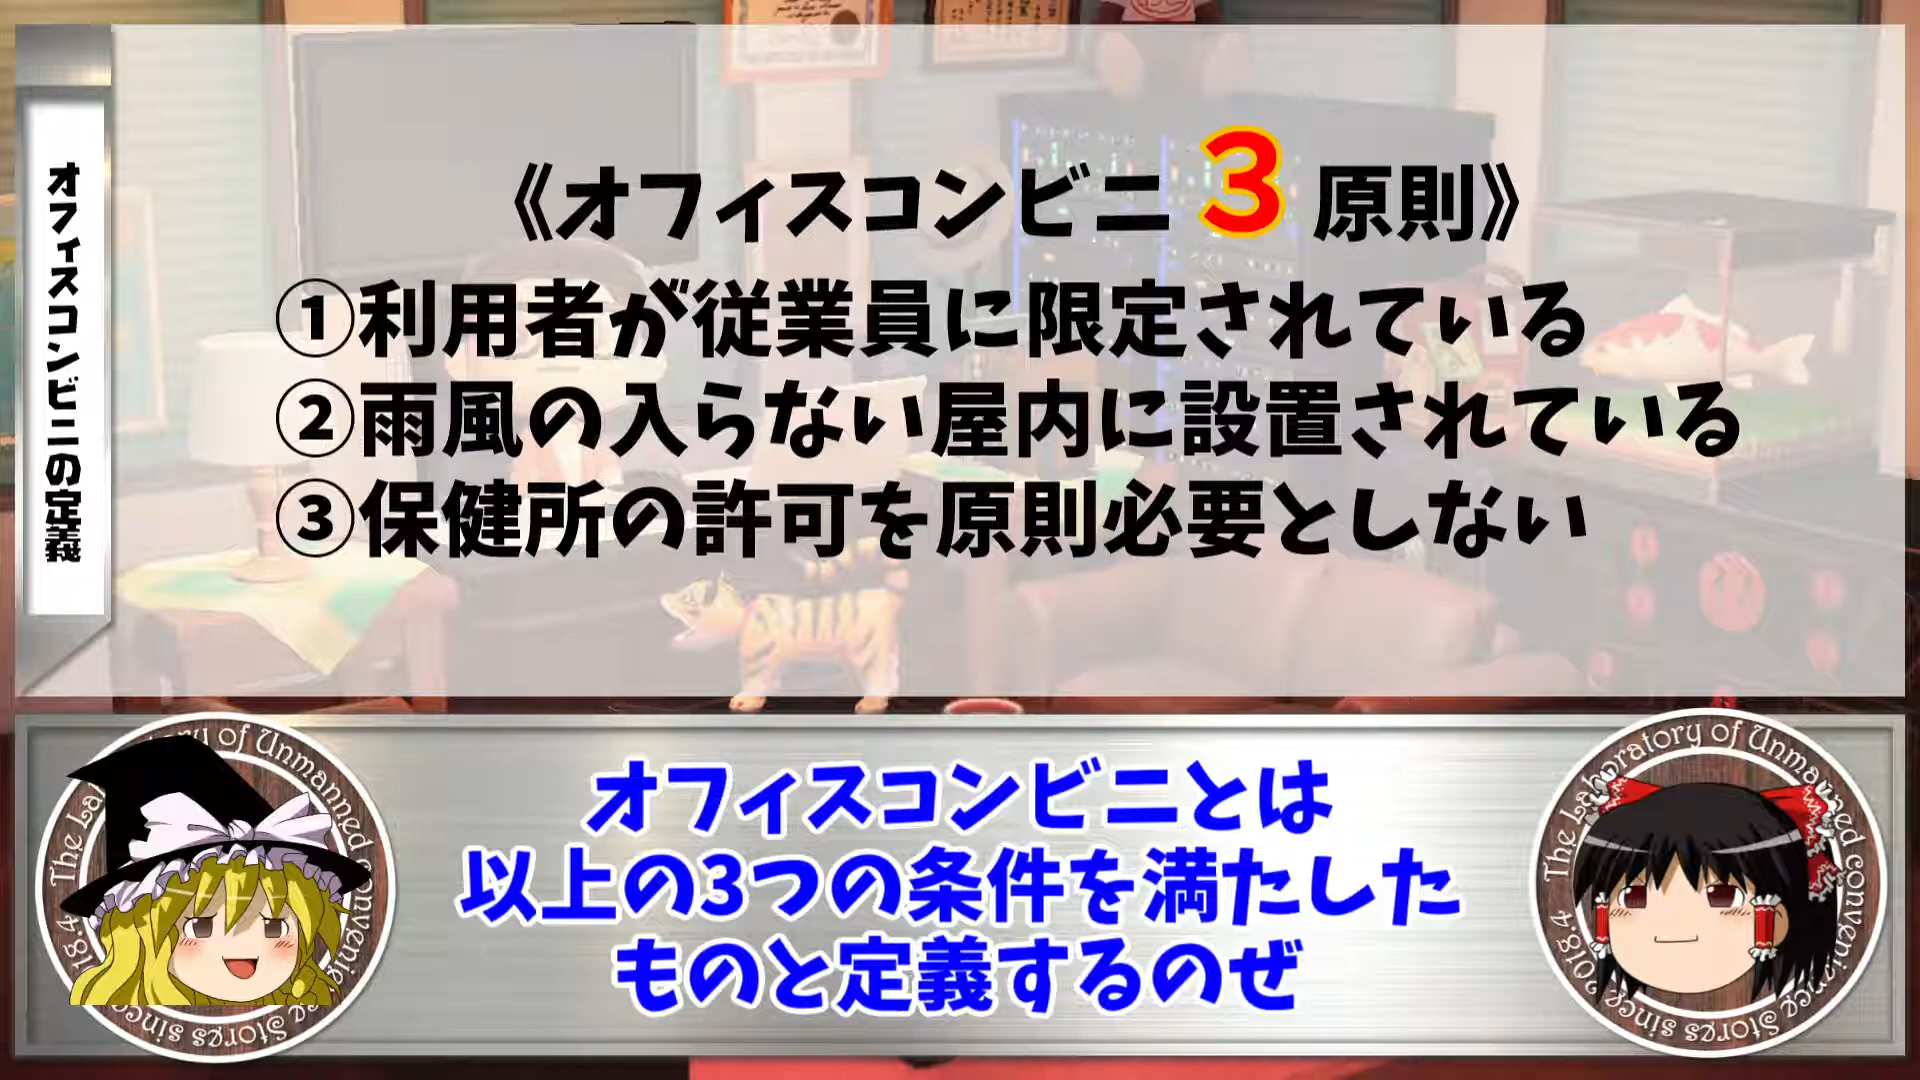 オフィスコンビニの定義
《オフィスコンビニ3原則》
①利用者が従業員に限定されている
②雨風の入らない屋内に設置されている
③保健所の許可を原則必要としない
オフィスコンビニとは
以上の3つの条件を満たした
ものと定義するのぜ
The Laboratory of Unmanned Convenience Stores since 2018.4
The Laboratory of Unmanned Convenience Stores since 2018.4